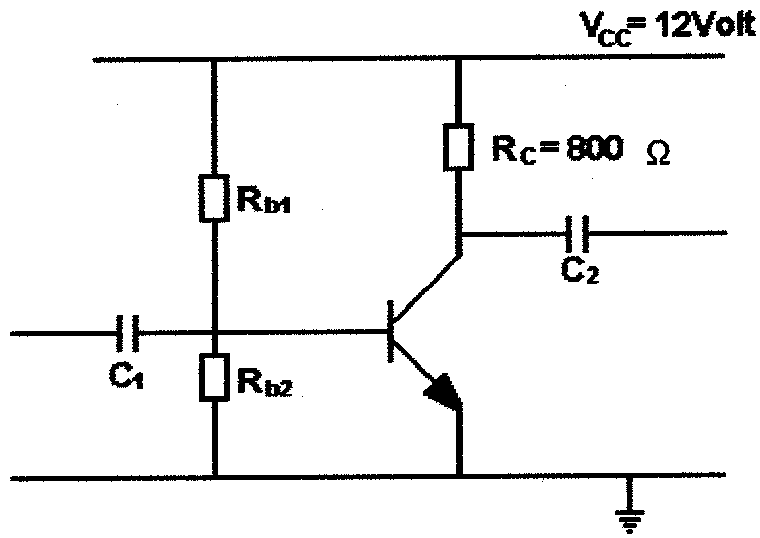 V_CC = 12Volt
R_C = 800 Ω
R_b1
C_2
C_1
R_b2